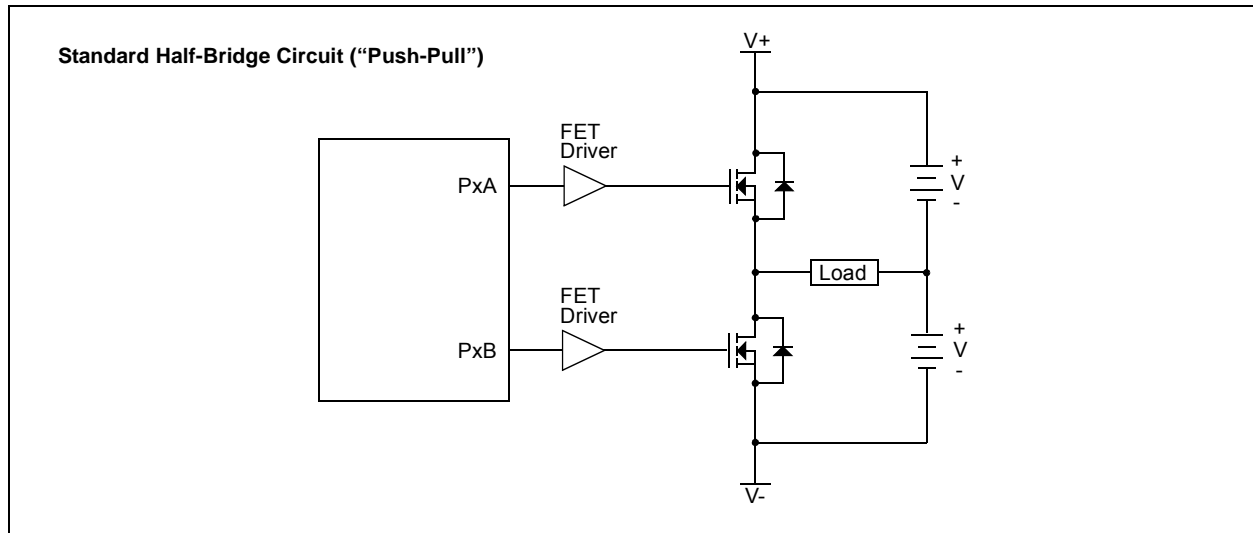 Standard Half-Bridge Circuit (“Push-Pull”)
V+
FET
Driver
PxA
+
V
-
Load
FET
Driver
PxB
+
V
-
V-